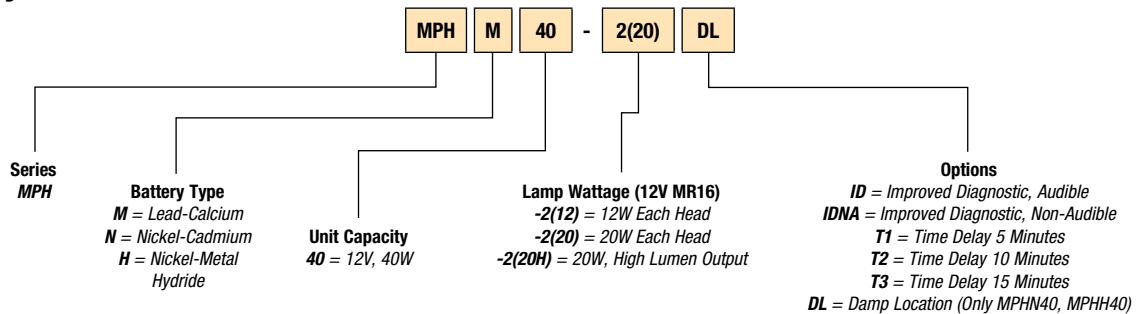 MPH M 40 - 2(20) DL
Series
MPH
Battery Type
M = Lead-Calcium
N = Nickel-Cadmium
H = Nickel-Metal
Hydride
Unit Capacity
40 = 12V, 40W
Lamp Wattage (12V MR16)
-2(12) = 12W Each Head
-2(20) = 20W Each Head
-2(20H) = 20W, High Lumen Output
Options
ID = Improved Diagnostic, Audible
IDNA = Improved Diagnostic, Non-Audible
T1 = Time Delay 5 Minutes
T2 = Time Delay 10 Minutes
T3 = Time Delay 15 Minutes
DL = Damp Location (Only MPHN40, MPHH40)